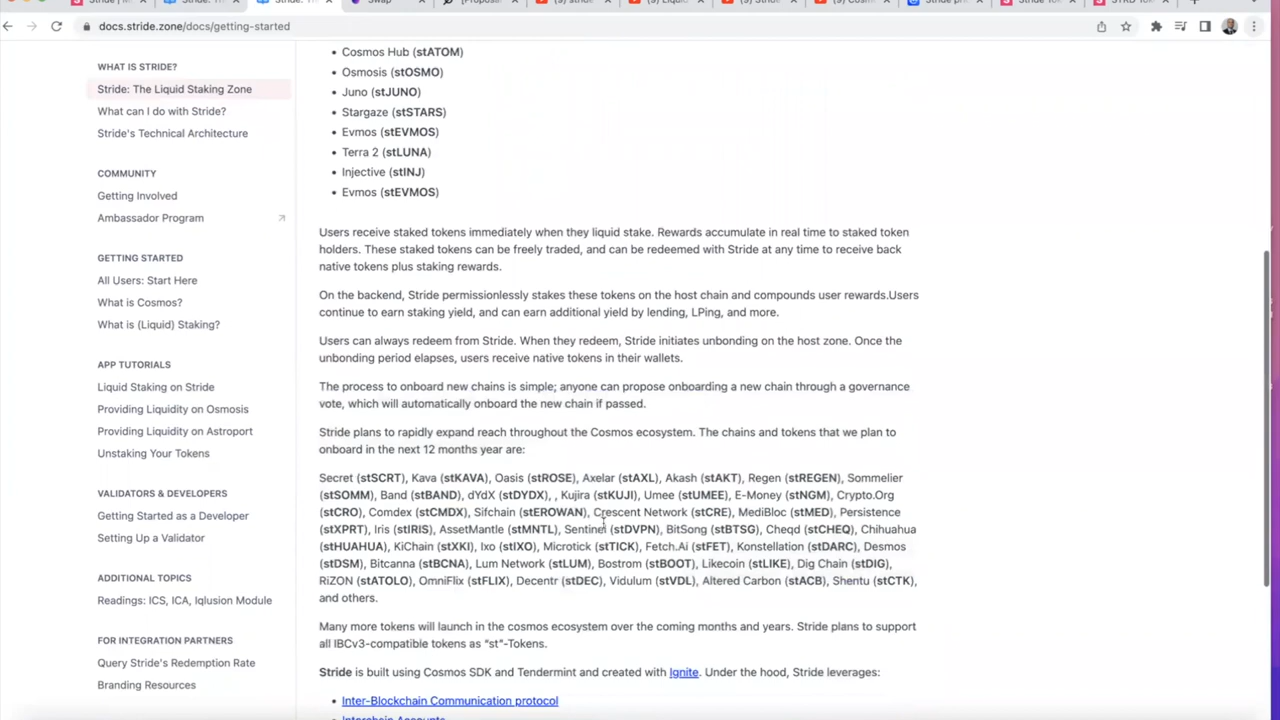 Swap
docs.stride.zone/docs/getting-started
WHAT IS STRIDE?
Stride: The Liquid Staking Zone
What can I do with Stride?
Stride's Technical Architecture
COMMUNITY
Getting Involved
Ambassador Program
GETTING STARTED
All Users: Start Here
What is Cosmos?
What is (Liquid) Staking?
APP TUTORIALS
Liquid Staking on Stride
Providing Liquidity on Osmosis
Providing Liquidity on Astroport
Unstaking Your Tokens
VALIDATORS & DEVELOPERS
Getting Started as a Developer
Setting Up a Validator
ADDITIONAL TOPICS
Readings: ICS, ICA, Iqlusion Module
FOR INTEGRATION PARTNERS
Query Stride's Redemption Rate
Branding Resources
• Cosmos Hub (stATOM)
• Osmosis (stOSMO)
• Juno (stJUNO)
• Stargaze (stSTARS)
• Evmos (stEVMOS)
• Terra 2 (stLUNA)
• Injective (stINJ)
• Evmos (stEVMOS)
Users receive staked tokens immediately when they liquid stake. Rewards accumulate in real time to staked token
holders. These staked tokens can be freely traded, and can be redeemed with Stride at any time to receive back
native tokens plus staking rewards.
On the backend, Stride permissionlessly stakes these tokens on the host chain and compounds user rewards.Users
continue to earn staking yield, and can earn additional yield by lending, LPing, and more.
Users can always redeem from Stride. When they redeem, Stride initiates unbonding on the host zone. Once the
unbonding period elapses, users receive native tokens in their wallets.
The process to onboard new chains is simple; anyone can propose onboarding a new chain through a governance
vote, which will automatically onboard the new chain if passed.
Stride plans to rapidly expand reach throughout the Cosmos ecosystem. The chains and tokens that we plan to
onboard in the next 12 months year are:
Secret (stSCRT), Kava (stKAVA), Oasis (stROSE), Axelar (stAXL), Akash (stAKT), Regen (stREGEN), Sommelier
(stSOMM), Band (stBAND), dYdX (stDYDX), , Kujira (stKUJI), Umee (stUMEE), E-Money (stNGM), Crypto.Org
(stCRO), Comdex (stCMDX), Sifchain (stEROWAN), Crescent Network (stCRE), MediBloc (stMED), Persistence
(stXPRT), Iris (stIRIS), AssetMantle (stMNTL), Sentinel (stDVPN), BitSong (stBTSG), Cheqd (stCHEQ), Chihuahua
(stHUAHUA), KiChain (stXKI), Ixo (stIXO), Microtick (stTICK), Fetch.Ai (stFET), Konstellation (stDARC), Desmos
(stDSM), Bitcanna (stBCNA), Lum Network (stLUM), Bostrom (stBOOT), Likecoin (stLIKE), Dig Chain (stDIG),
RiZON (stATOLO), OmniFlix (stFLIX), Decentr (stDEC), Vidulum (stVDL), Altered Carbon (stACB), Shentu (stCTK),
and others.
Many more tokens will launch in the cosmos ecosystem over the coming months and years. Stride plans to support
all IBCv3-compatible tokens as “st”-Tokens.
Stride is built using Cosmos SDK and Tendermint and created with Ignite. Under the hood, Stride leverages:
• Inter-Blockchain Communication protocol
Interchain Accounts